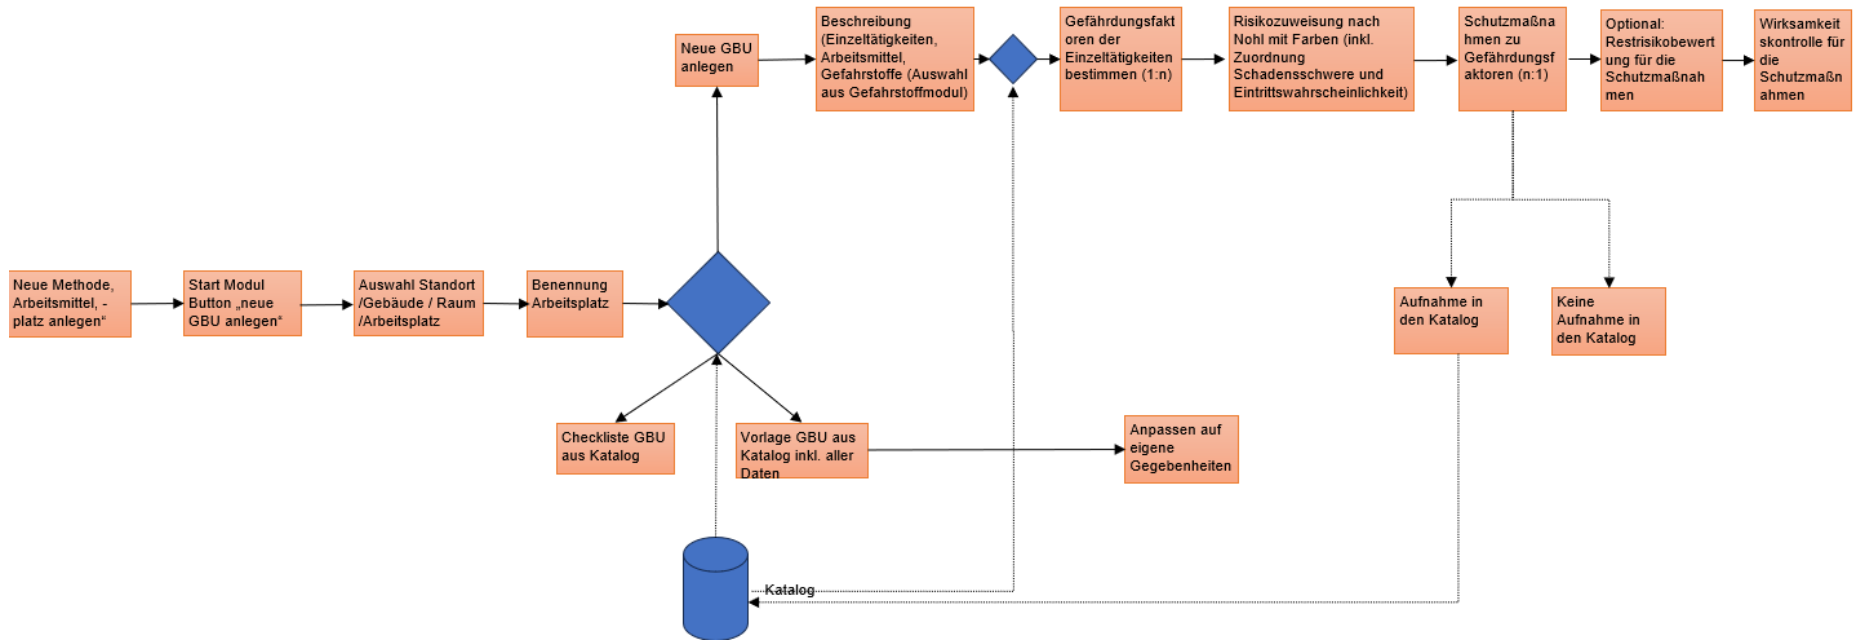 Neue GBU
anlegen
Beschreibung
(Einzeltätigkeiten,
Arbeitsmittel,
Gefahrstoffe (Auswahl
aus Gefahrstoffmodul)
Gefährdungsfakt
oren der
Einzeltätigkeiten
bestimmen (1:n)
Risikozuweisung nach
Nohl mit Farben (inkl.
Zuordnung
Schadensschwere und
Eintrittswahrscheinlichkeit)
Schutzmaßna
hmen zu
Gefährdungsf
aktoren (n:1)
Optional:
Restrisikobewert
ung für die
Schutzmaßnah
men
Wirksamkeit
skontrolle für
die
Schutzmaßn
ahmen
Neue Methode,
Arbeitsmittel, -
platz anlegen“
Start Modul
Button „neue
GBU anlegen“
Auswahl Standort
/Gebäude / Raum
/Arbeitsplatz
Benennung
Arbeitsplatz
Aufnahme in
den Katalog
Keine
Aufnahme in
den Katalog
Checkliste GBU
aus Katalog
Vorlage GBU aus
Katalog inkl. aller
Daten
Anpassen auf
eigene
Gegebenheiten
Katalog